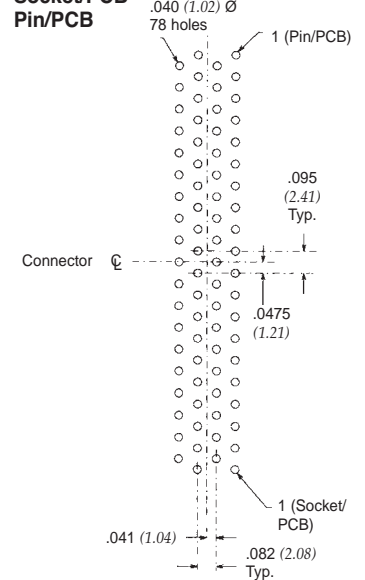 Socket/PCB
Pin/PCB
.040 (1.02) Ø
78 holes
1 (Pin/PCB)
.095
(2.41)
Typ.
Connector ℄
.0475
(1.21)
1 (Socket/
PCB)
.041 (1.04)
.082 (2.08)
Typ.